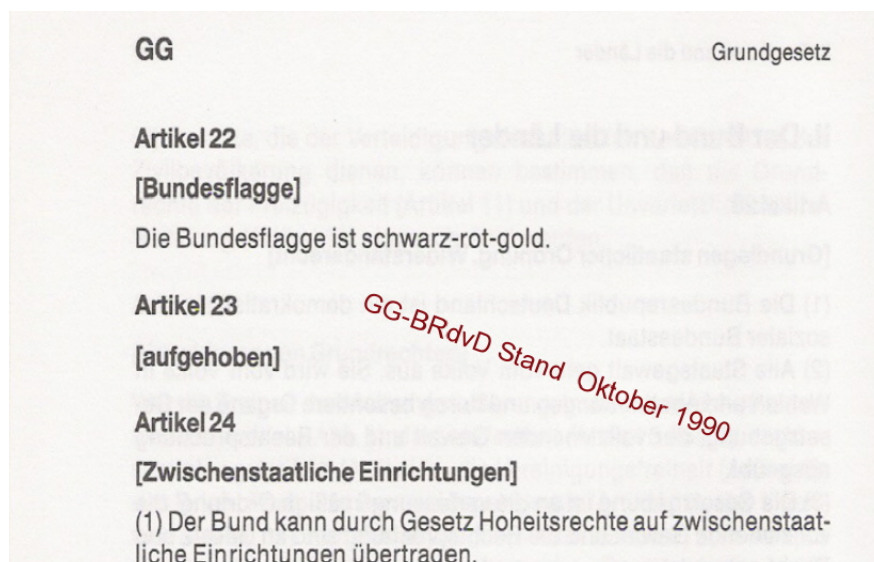 GG Grundgesetz
Artikel 22
[Bundesflagge]
Die Bundesflagge ist schwarz-rot-gold.
Artikel 23
[aufgehoben]
GG-BRdvD Stand Oktober 1990
Artikel 24
[Zwischenstaatliche Einrichtungen]
(1) Der Bund kann durch Gesetz Hoheitsrechte auf zwischenstaat-
liche Einrichtungen übertragen.